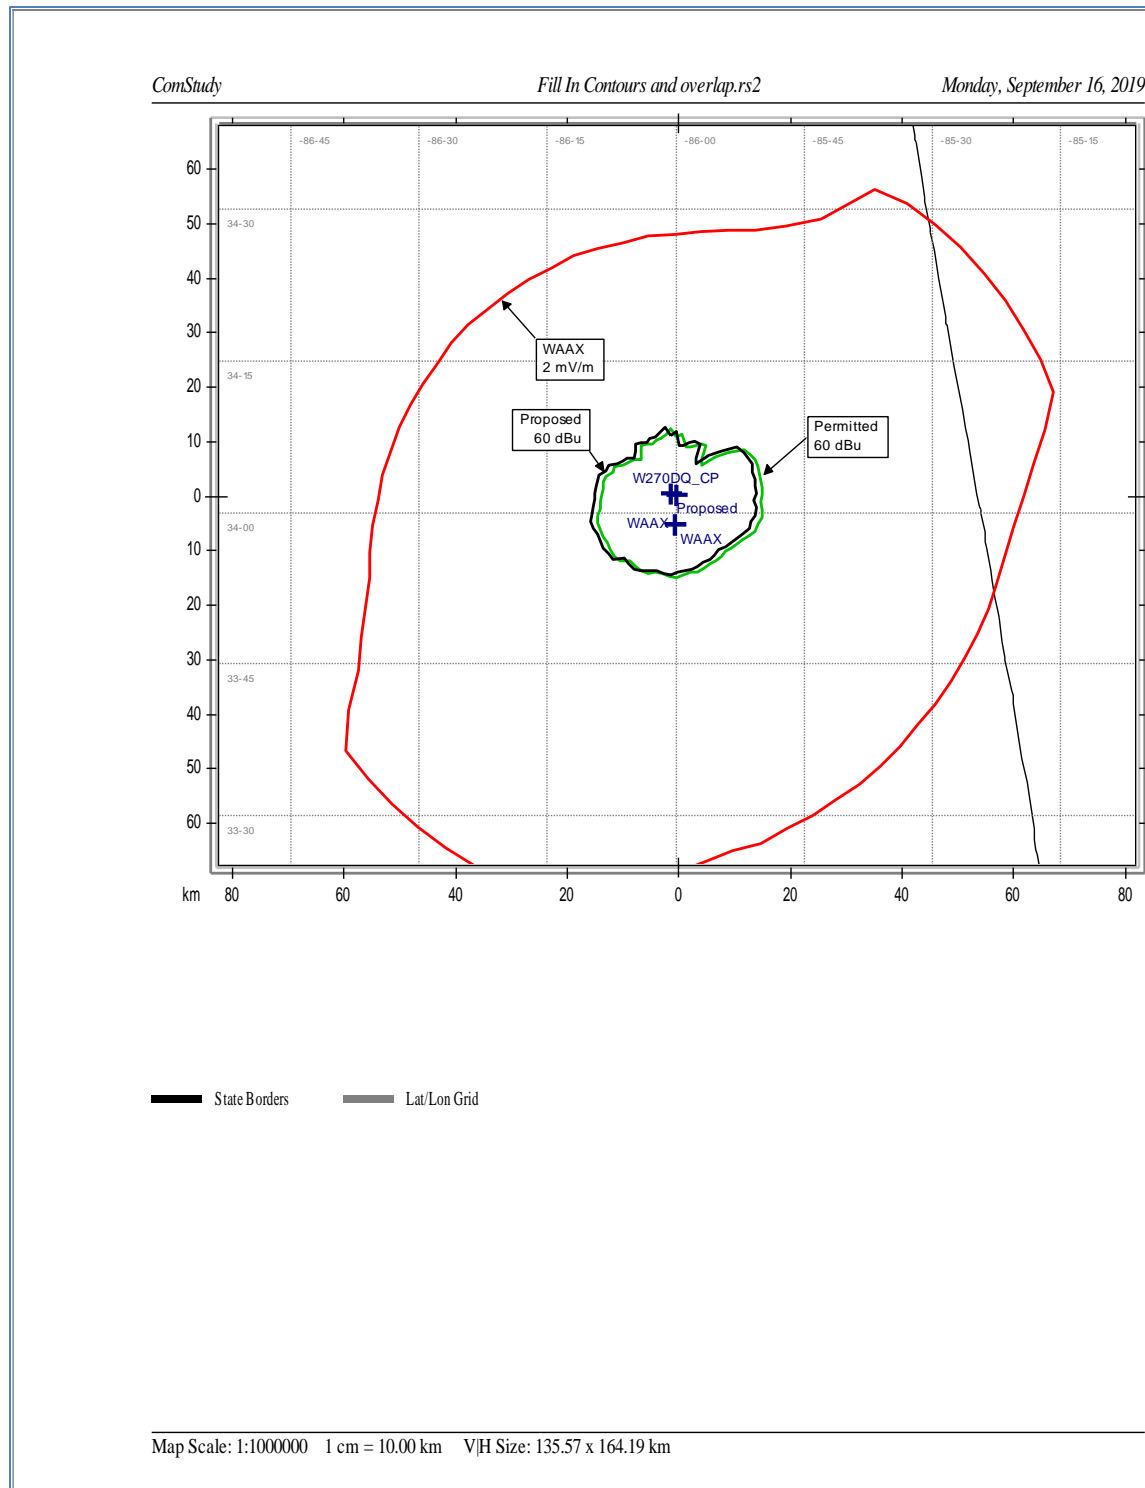 ComStudy Fill In Contours and overlap.rs2 Monday, September 16, 2019
-86-45 -86-30 -86-15 -86-00 -85-45 -85-30 -85-15
60
50
34-30
40
30
WAAX
2 mV/m
34-15
20
10
Proposed
60 dBu
Permitted
60 dBu
W270DQ_CP
0
Proposed
WAAX
34-00
WAAX
10
20
30
33-45
40
50
60
33-30
km 80 60 40 20 0 20 40 60 80
State Borders Lat/Lon Grid
Map Scale: 1:1000000 1 cm = 10.00 km V|H Size: 135.57 x 164.19 km